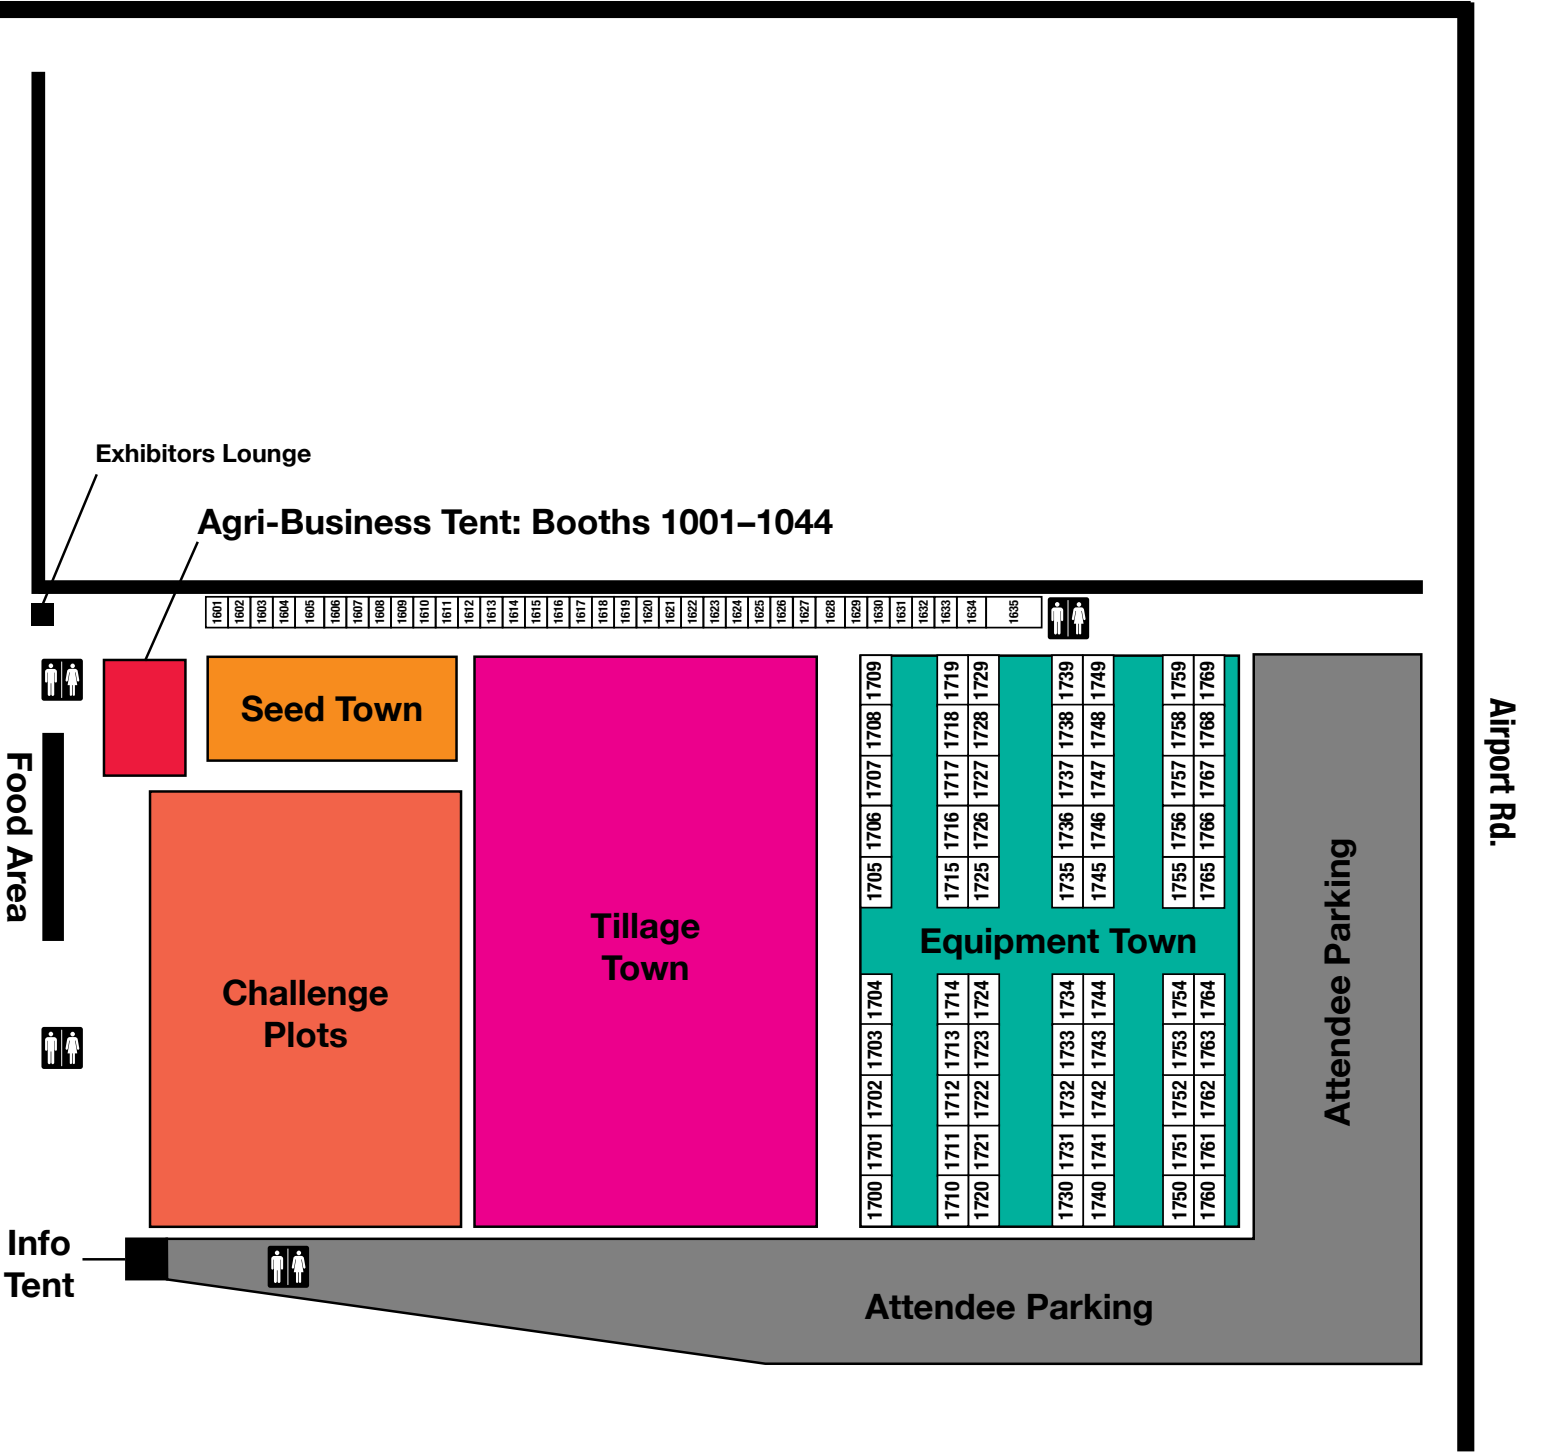 Exhibitors Lounge
Agri-Business Tent: Booths 1001–1044
1601 1602 1603 1604 1605 1606 1607 1608 1609 1610 1611 1612 1613 1614 1615 1616 1617 1618 1619 1620 1621 1622 1623 1624 1625 1626 1627 1628 1629 1630 1631 1632 1633 1634 1635
Seed Town
Food Area
Challenge
Plots
Tillage
Town
1709 1719 1729 1739 1749 1759 1769
1708 1718 1728 1738 1748 1758 1768
1707 1717 1727 1737 1747 1757 1767
1706 1716 1726 1736 1746 1756 1766
1705 1715 1725 1735 1745 1755 1765
Equipment Town
1704 1714 1724 1734 1744 1754 1764
1703 1713 1723 1733 1743 1753 1763
1702 1712 1722 1732 1742 1752 1762
1701 1711 1721 1731 1741 1751 1761
1700 1710 1720 1730 1740 1750 1760
Attendee Parking
Airport Rd.
Info
Tent
Attendee Parking